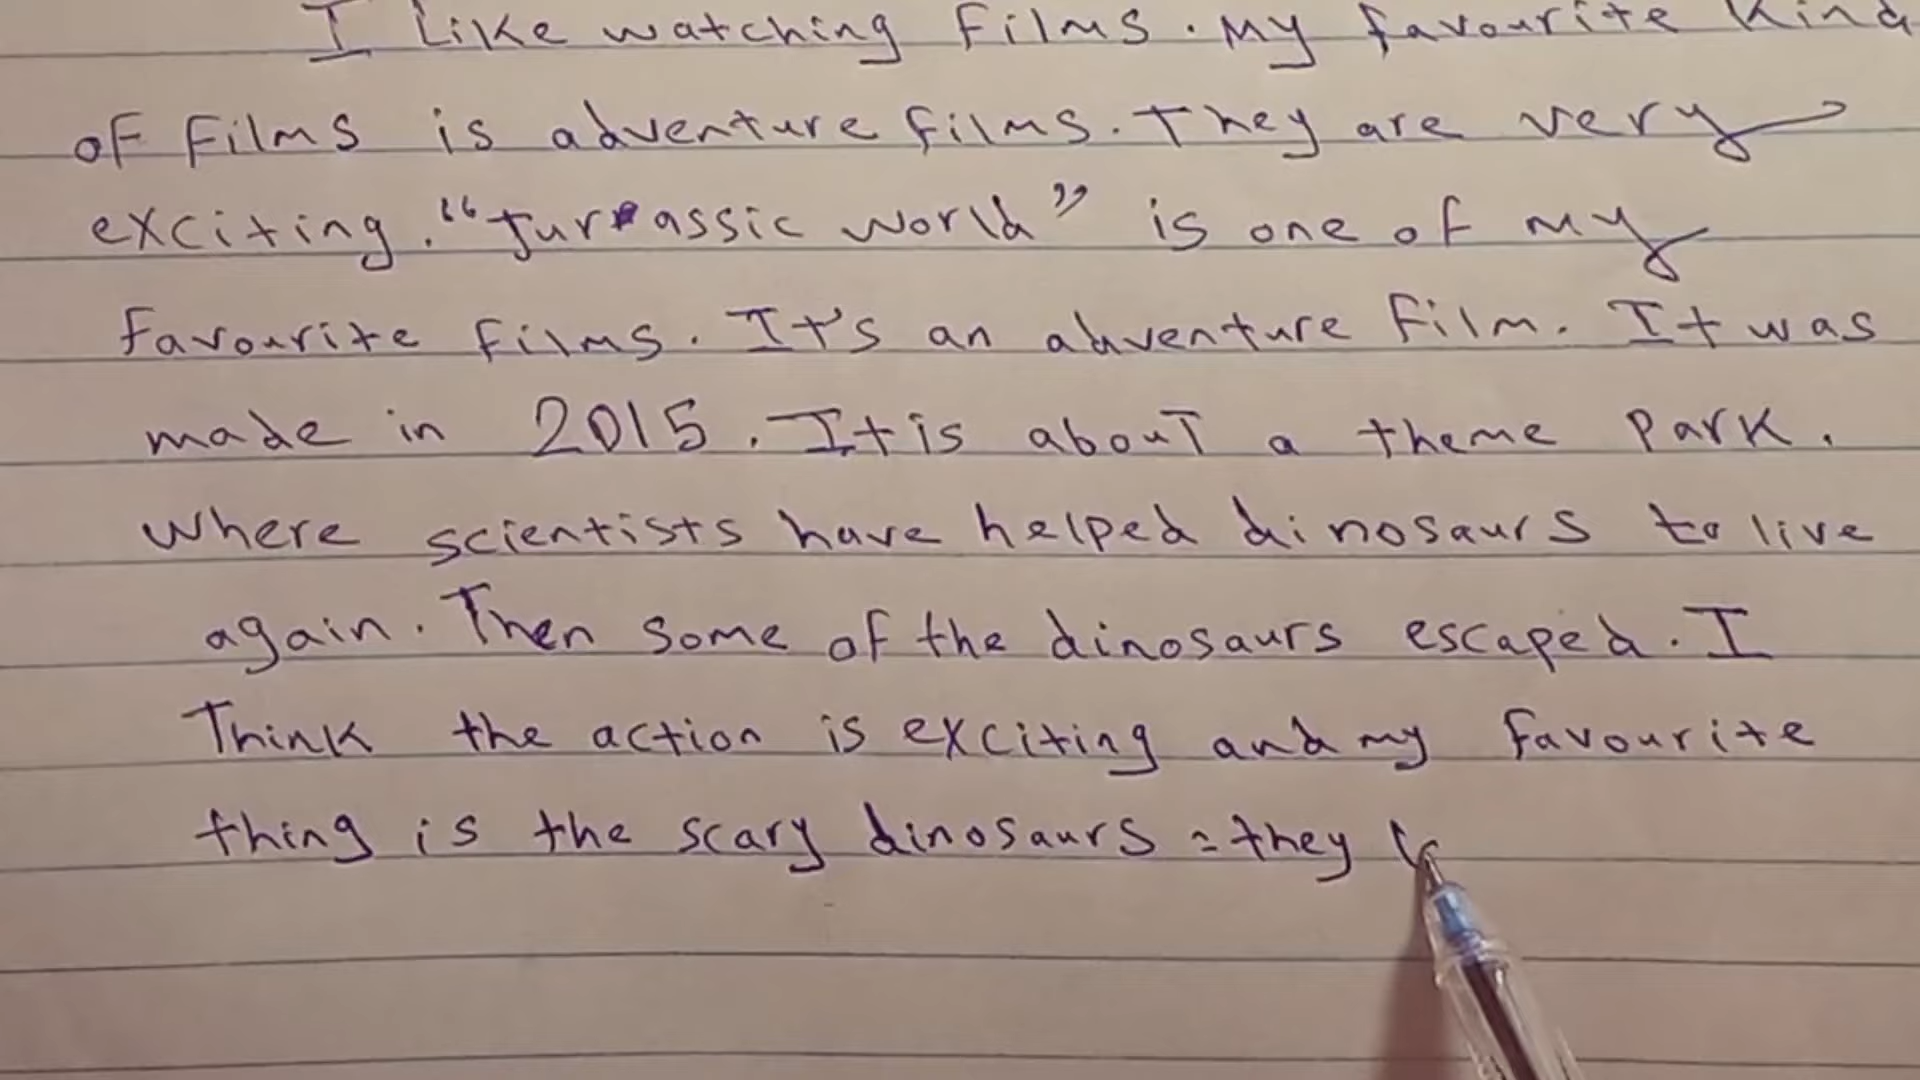 I like watching films. My favourite kind
of films is adventure films. They are very
exciting. "Jurassic world" is one of my
favourite films. It's an adventure film. It was
made in 2015. It is about a theme park.
where scientists have helped dinosaurs to live
again. Then some of the dinosaurs escaped. I
Think the action is exciting and my favourite
thing is the scary dinosaurs = they